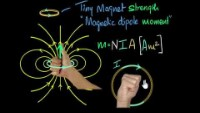 Tiny Magnet strength
"Magnetic dipole moment"
m = NIA [Am²]
I